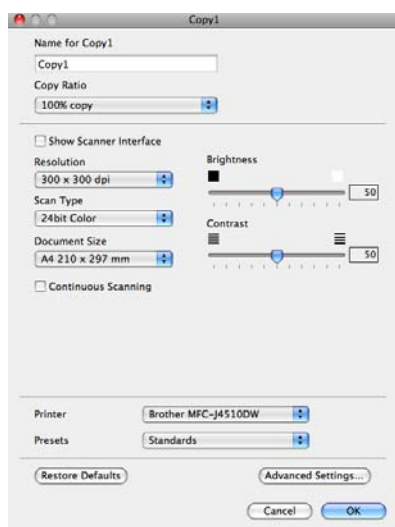 Copy1
Name for Copy1
Copy1
Copy Ratio
100% copy
Show Scanner Interface
Resolution
300 x 300 dpi
Scan Type
24bit Color
Document Size
A4 210 x 297 mm
Continuous Scanning
Brightness
50
Contrast
50
Printer
Brother MFC-J4510DW
Presets
Standards
Restore Defaults
Advanced Settings...
Cancel
OK